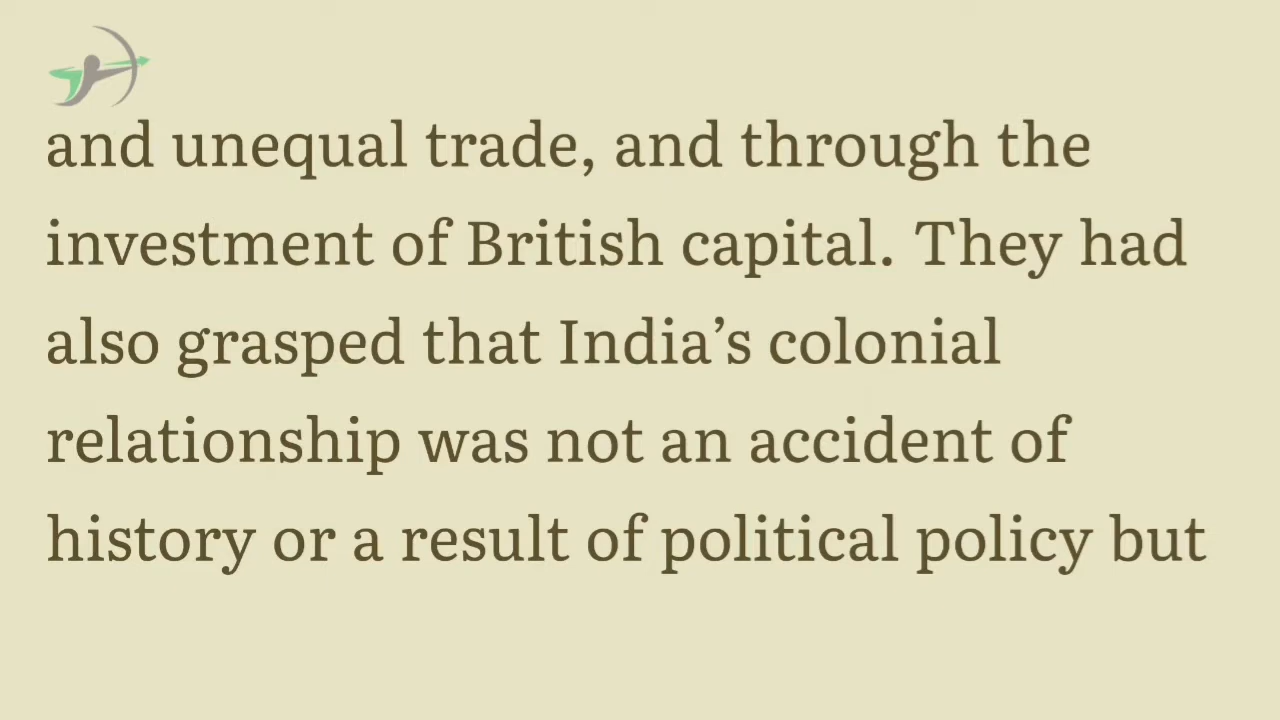 and unequal trade, and through the
investment of British capital. They had
also grasped that India’s colonial
relationship was not an accident of
history or a result of political policy but